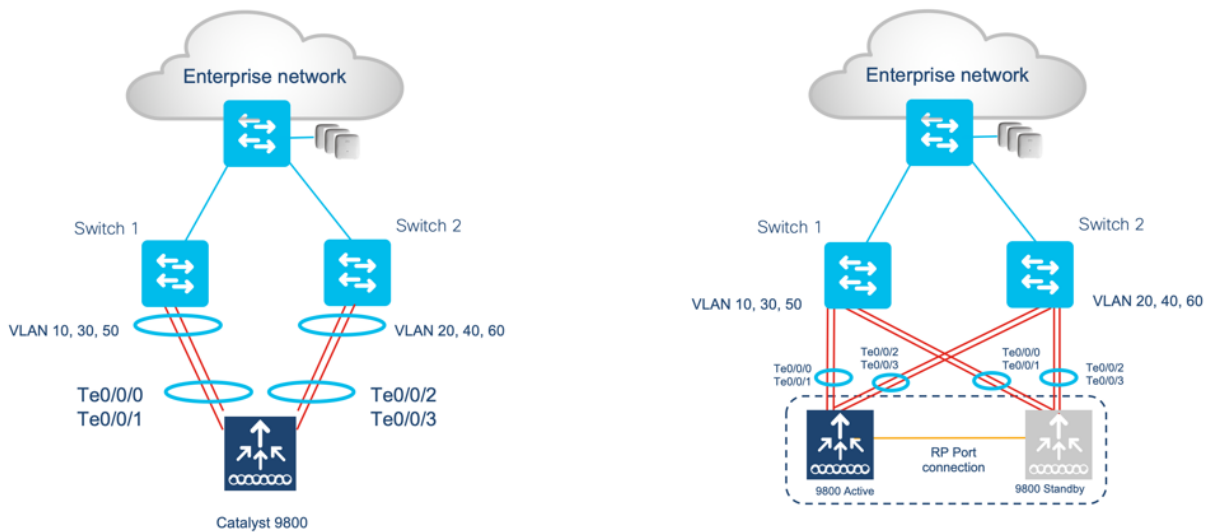 Enterprise network
Switch 1
Switch 2
VLAN 10, 30, 50
VLAN 20, 40, 60
Te0/0/0
Te0/0/1
Te0/0/2
Te0/0/3
Catalyst 9800
Enterprise network
Switch 1
Switch 2
VLAN 10, 30, 50
VLAN 20, 40, 60
Te0/0/0
Te0/0/1
Te0/0/2
Te0/0/3
Te0/0/0
Te0/0/1
Te0/0/2
Te0/0/3
RP Port
connection
9800 Active
9800 Standby